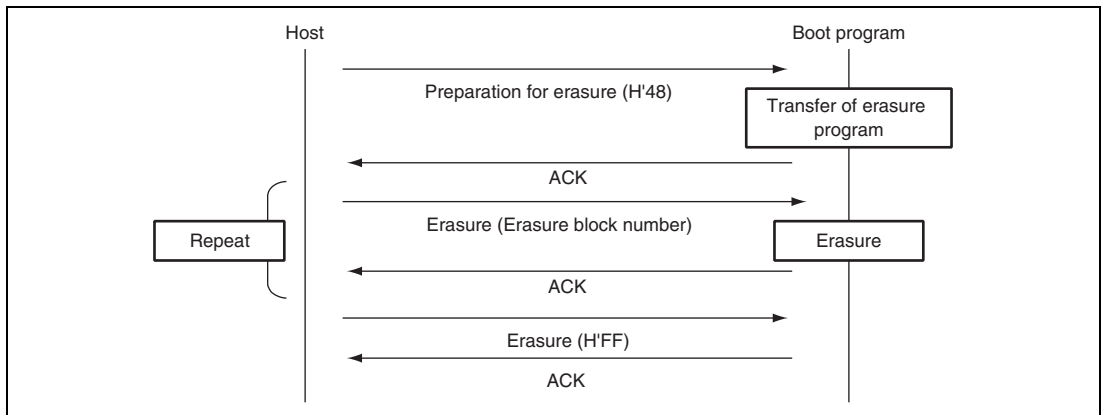 Host
Boot program
Preparation for erasure (H'48)
Transfer of erasure
program
ACK
Erasure (Erasure block number)
Repeat
Erasure
ACK
Erasure (H'FF)
ACK